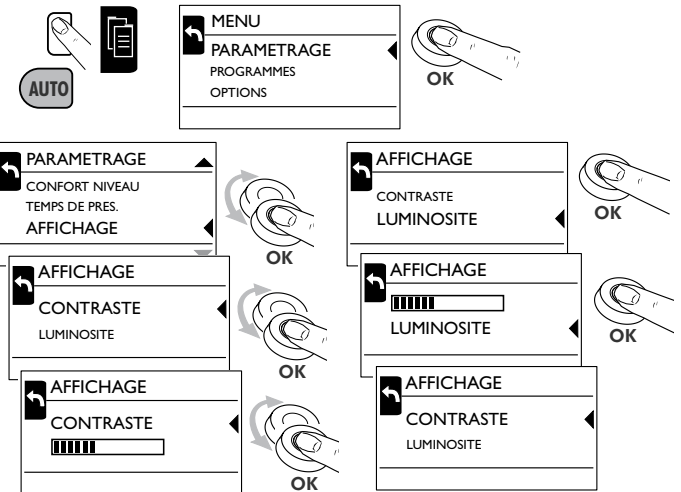 AUTO
MENU
PARAMETRAGE
PROGRAMMES
OPTIONS
OK
PARAMETRAGE
CONFORT NIVEAU
TEMPS DE PRES.
AFFICHAGE
OK
AFFICHAGE
CONTRASTE
LUMINOSITE
OK
AFFICHAGE
CONTRASTE
OK
AFFICHAGE
CONTRASTE
LUMINOSITE
OK
AFFICHAGE
LUMINOSITE
OK
AFFICHAGE
CONTRASTE
LUMINOSITE